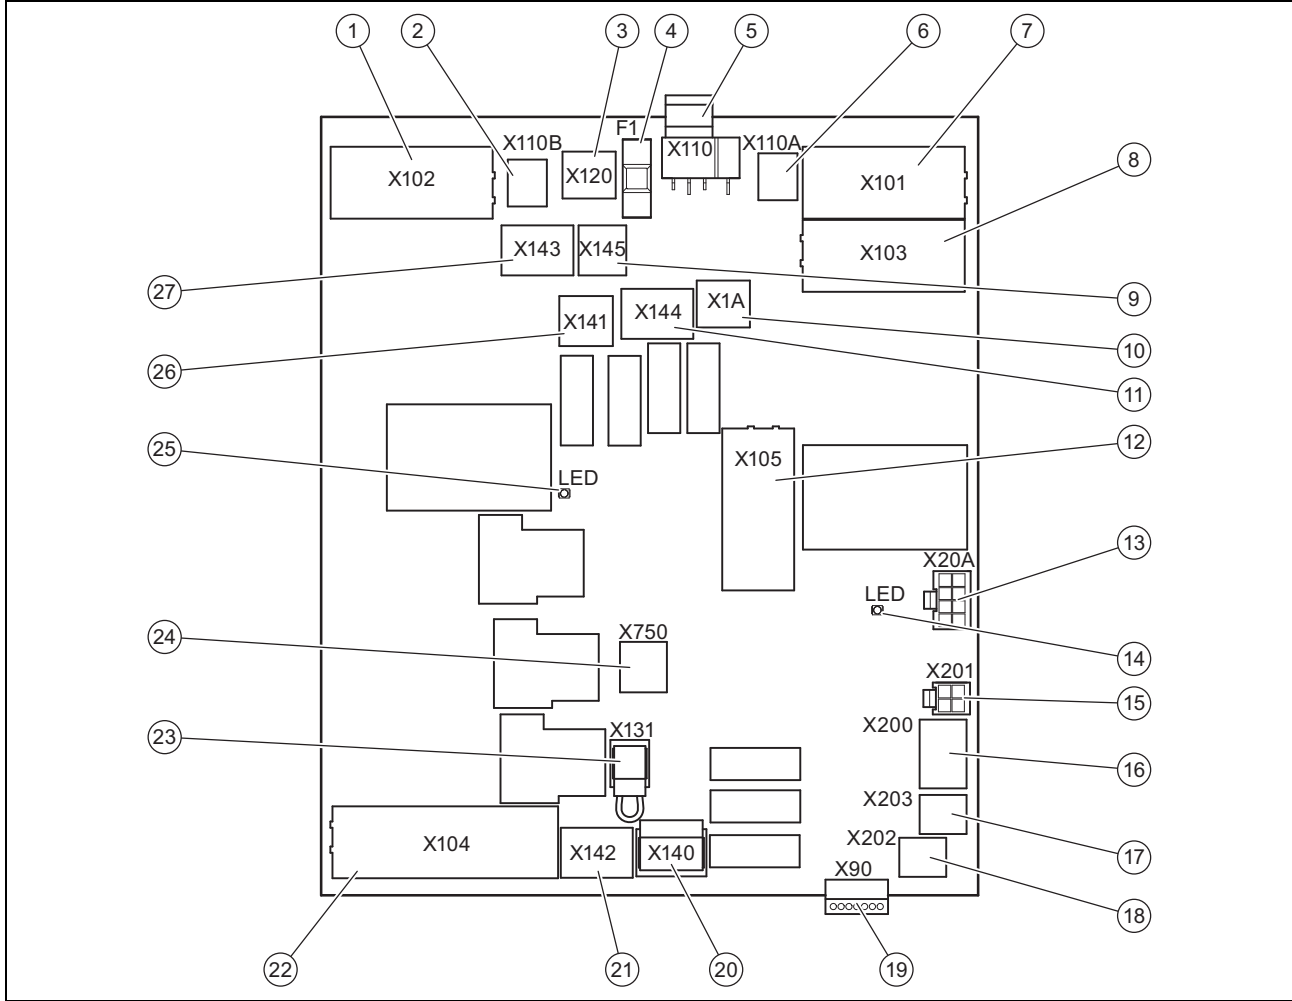 1 2 3 4 5 6 7
F1
X110B X110 X110A
X102 X120 X101
8
X143 X145 X103
27 9
X1A
X141 X144
10
26
11
X105 12
25
LED
13
X20A
LED
24 X750
14
X201
15
23 X131 X200
16
X203
X104 X142 X140 X202
17
X90
18
22 21 20 19